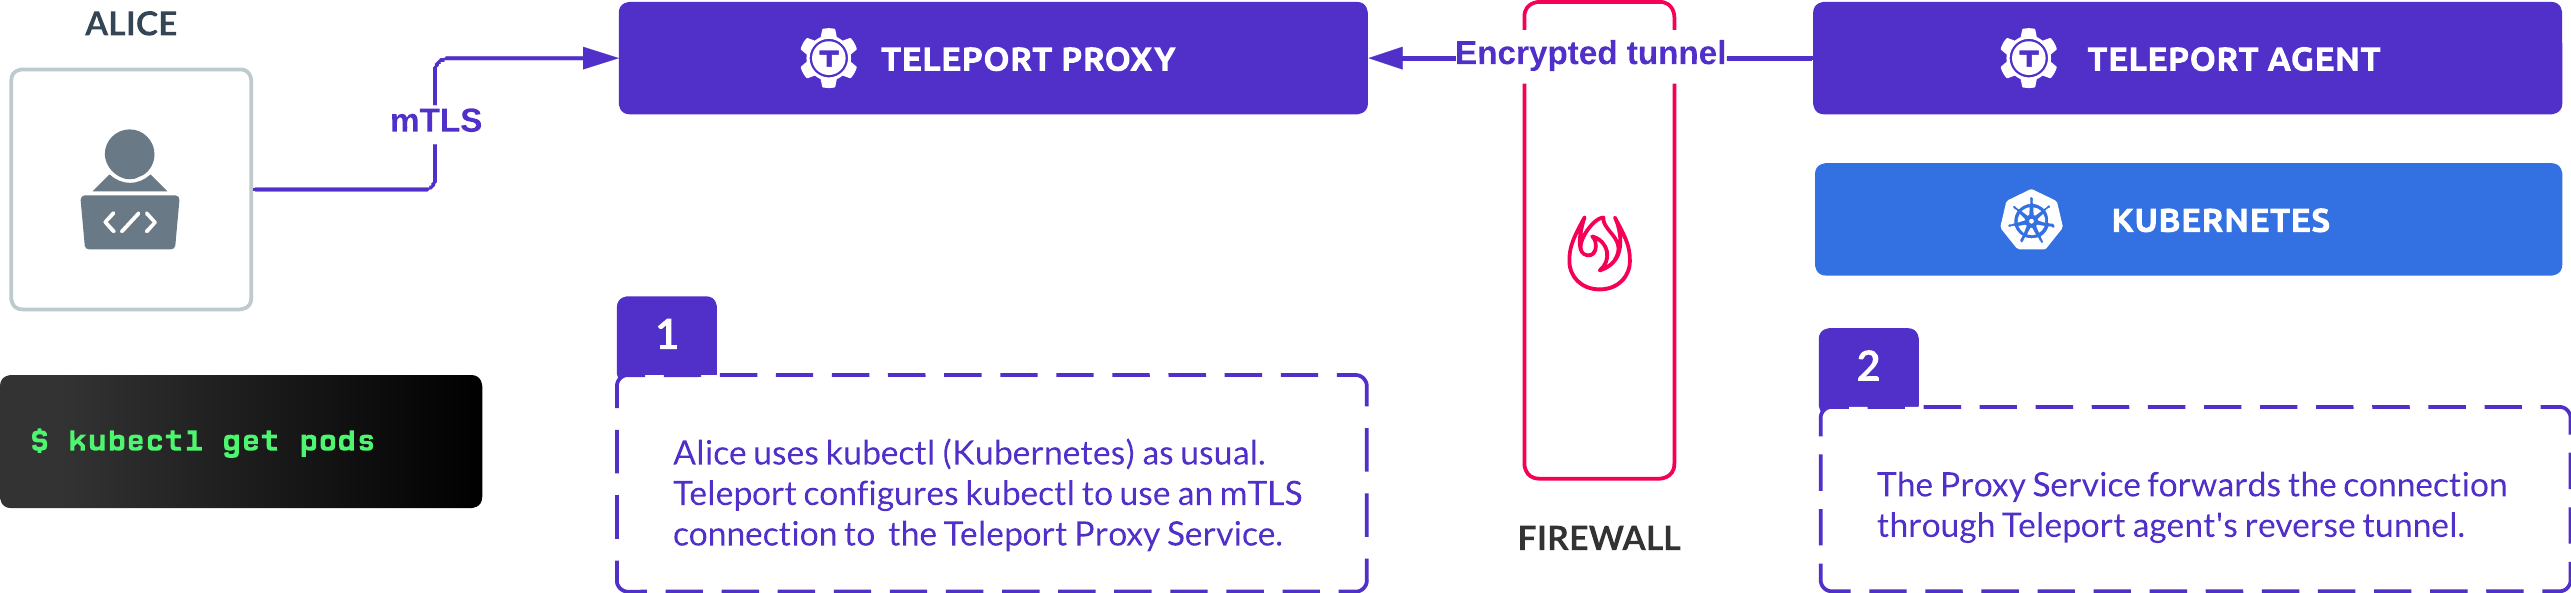 ALICE
mTLS
TELEPORT PROXY
Encrypted tunnel
TELEPORT AGENT
KUBERNETES
$ kubectl get pods
1
Alice uses kubectl (Kubernetes) as usual.
Teleport configures kubectl to use an mTLS
connection to  the Teleport Proxy Service.
FIREWALL
2
The Proxy Service forwards the connection
through Teleport agent's reverse tunnel.